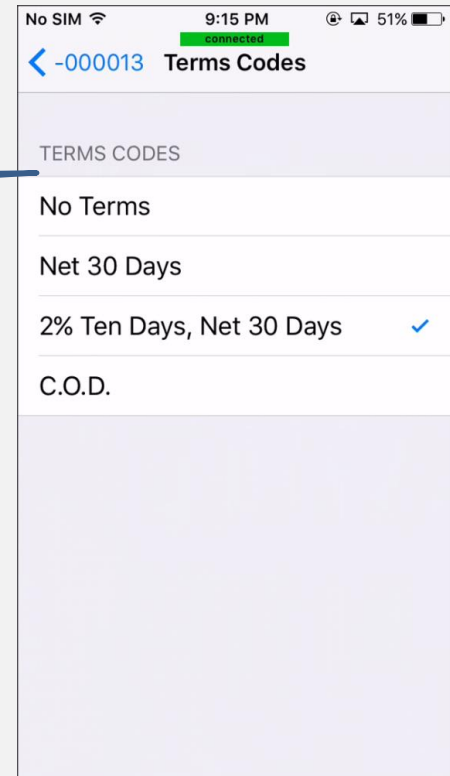 No SIM 9:15 PM 51%
connected
-000013 Terms Codes
TERMS CODES
No Terms
Net 30 Days
2% Ten Days, Net 30 Days
C.O.D.